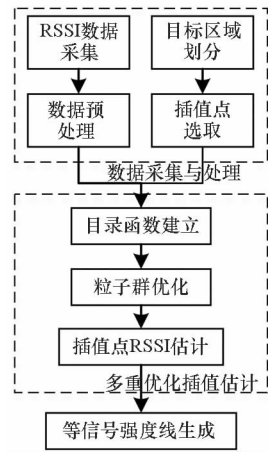 RSSI数据
采集
目标区域
划分
数据预
处理
插值点
选取
数据采集与处理
目录函数建立
粒子群优化
插值点RSSI估计
多重优化插值估计
等信号强度线生成